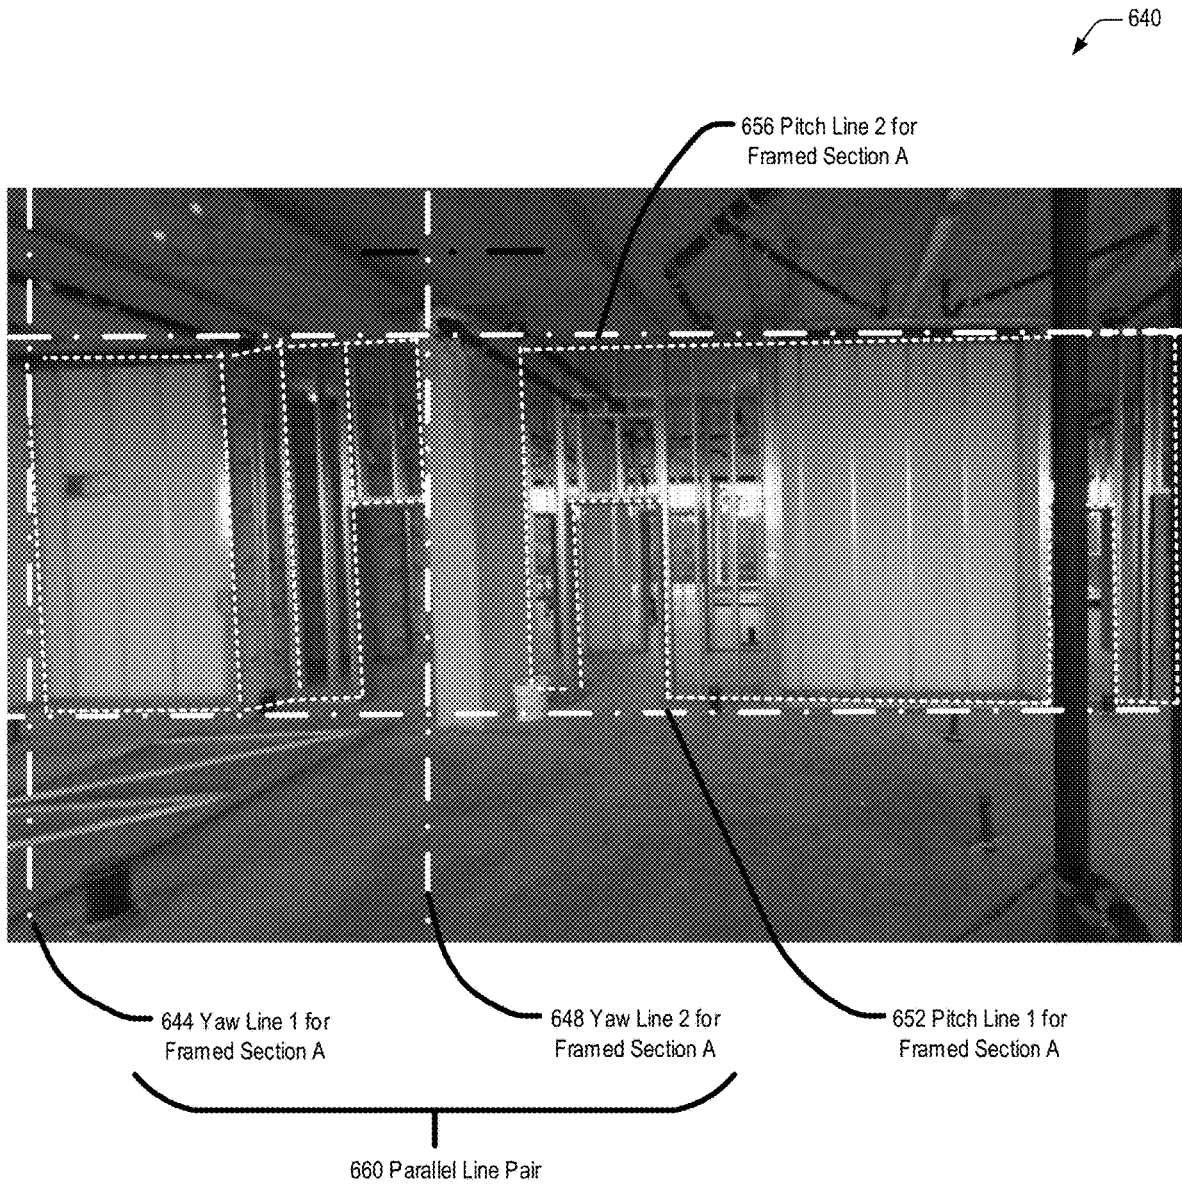 640
656 Pitch Line 2 for
Framed Section A
644 Yaw Line 1 for
Framed Section A
648 Yaw Line 2 for
Framed Section A
652 Pitch Line 1 for
Framed Section A
660 Parallel Line Pair